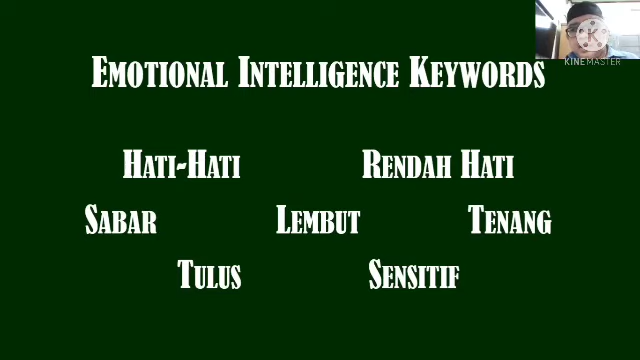 KINEMASTER
EMOTIONAL INTELLIGENCE KEYWORDS
HATI-HATI RENDAH HATI
SABAR LEMBUT TENANG
TULUS SENSITIF